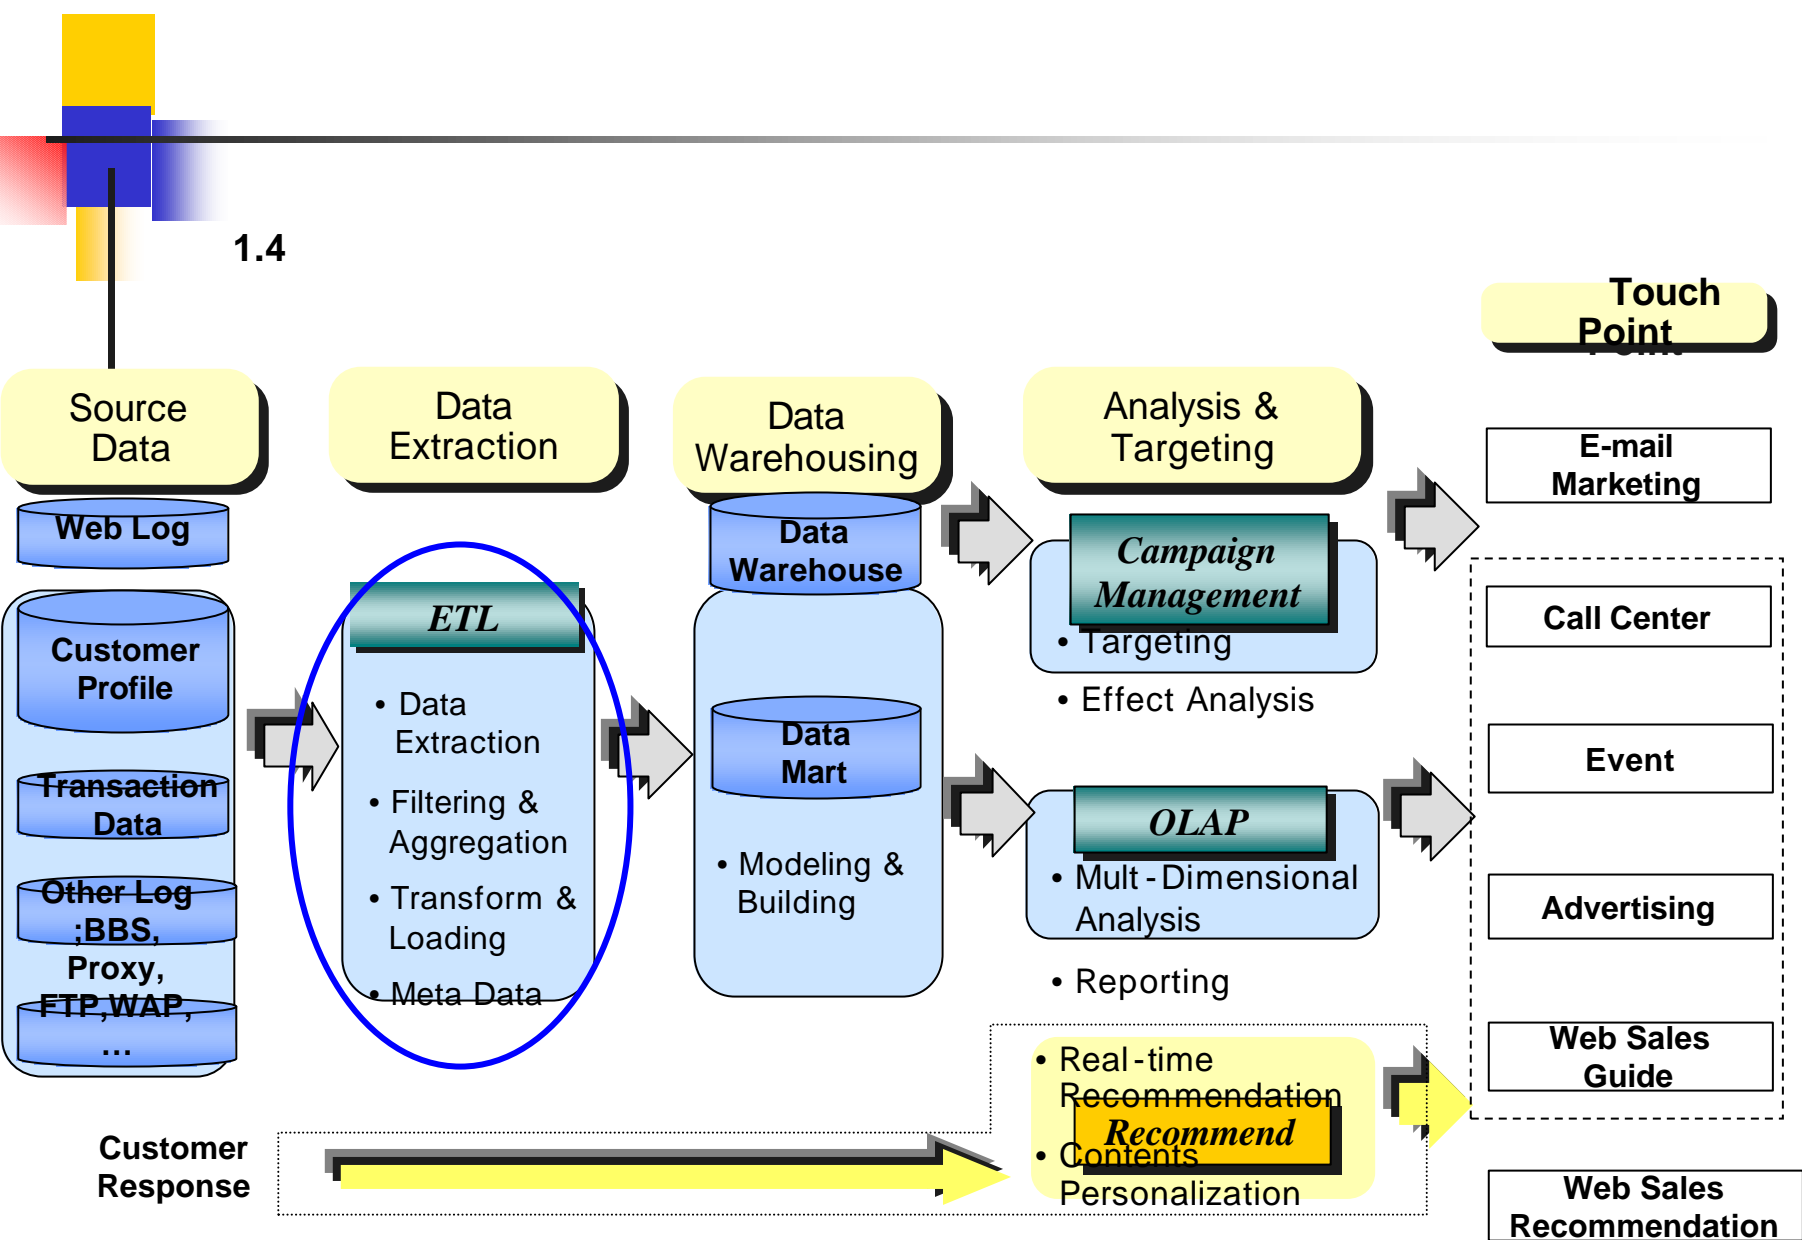 1.4
Touch
Point
Source
Data
Data
Extraction
Data
Warehousing
Analysis &
Targeting
Web Log
Customer
Profile
Transaction
Data
Other Log
;BBS,
Proxy,
FTP,WAP,
…
ETL
• Data
Extraction
• Filtering &
Aggregation
• Transform &
Loading
• Meta Data
Data
Warehouse
Data
Mart
• Modeling &
Building
Campaign
Management
• Targeting
• Effect Analysis
OLAP
• Mult-Dimensional
Analysis
• Reporting
• Real-time
Recommendation
Recommend
• Contents
Personalization
E-mail
Marketing
Call Center
Event
Advertising
Web Sales
Guide
Web Sales
Recommendation
Customer
Response